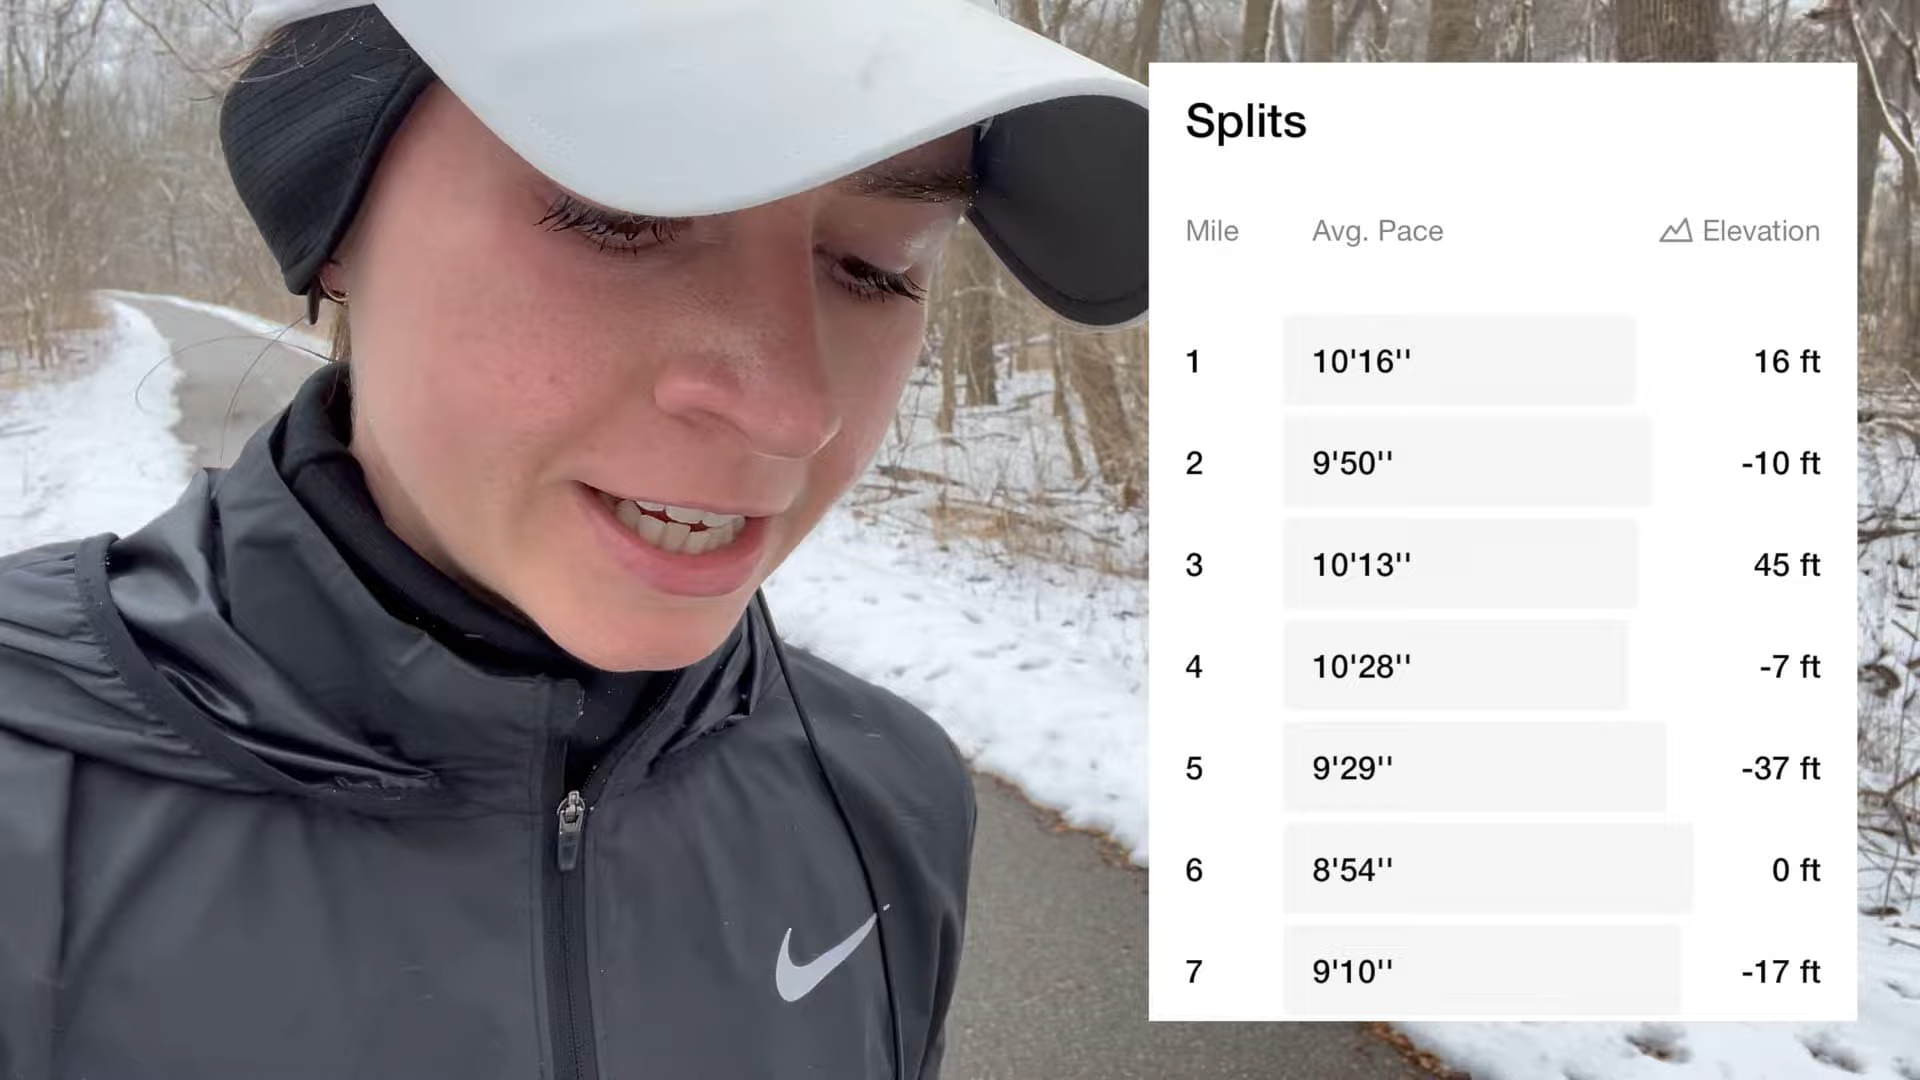 Splits
Mile Avg. Pace Elevation
1 10'16'' 16 ft
2 9'50'' -10 ft
3 10'13'' 45 ft
4 10'28'' -7 ft
5 9'29'' -37 ft
6 8'54'' 0 ft
7 9'10'' -17 ft